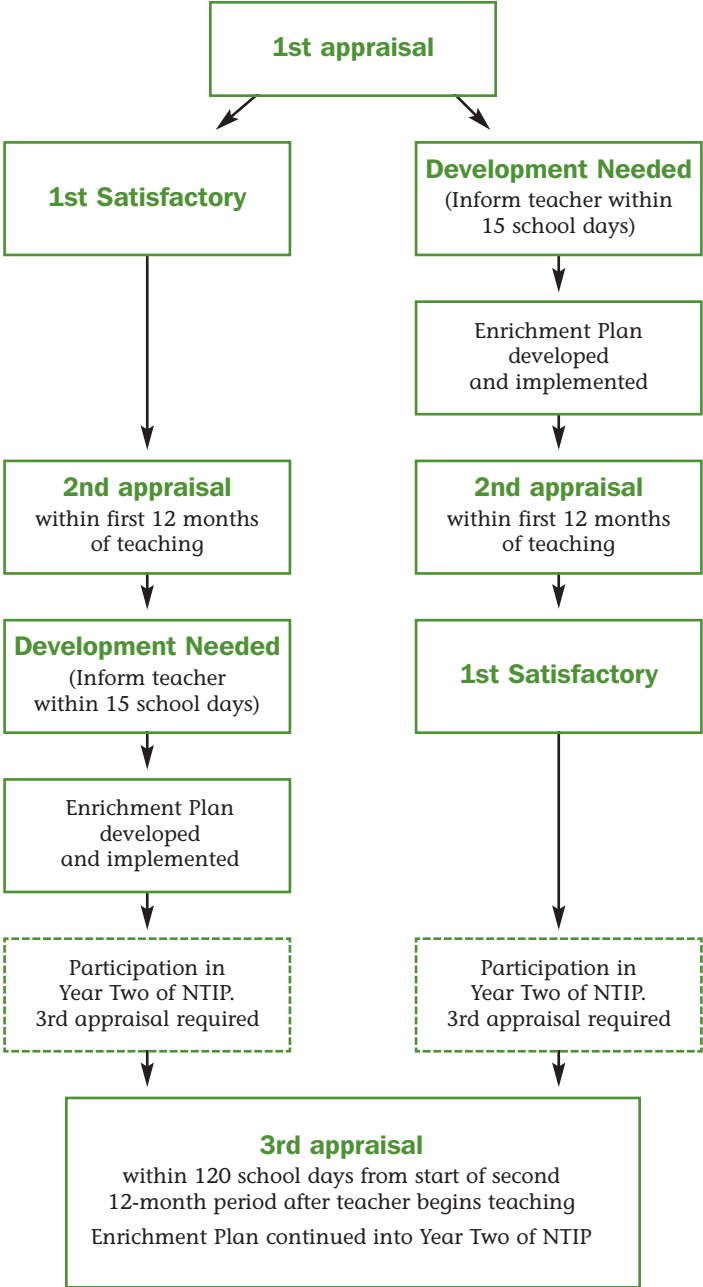 1st appraisal
1st Satisfactory
Development Needed
(Inform teacher within
15 school days)
Enrichment Plan
developed
and implemented
2nd appraisal
within first 12 months
of teaching
2nd appraisal
within first 12 months
of teaching
Development Needed
(Inform teacher
within 15 school days)
1st Satisfactory
Enrichment Plan
developed
and implemented
Participation in
Year Two of NTIP.
3rd appraisal required
Participation in
Year Two of NTIP.
3rd appraisal required
3rd appraisal
within 120 school days from start of second
12-month period after teacher begins teaching
Enrichment Plan continued into Year Two of NTIP